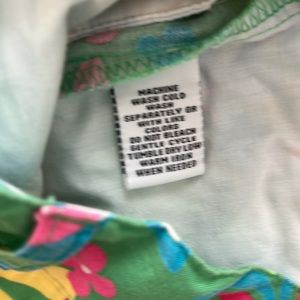 MACHINE
WASH COLD
WASH
SEPARATELY OR
WITH LIKE
COLORS
DO NOT BLEACH
GENTLE CYCLE
TUMBLE DRY LOW
WARM IRON
WHEN NEEDED